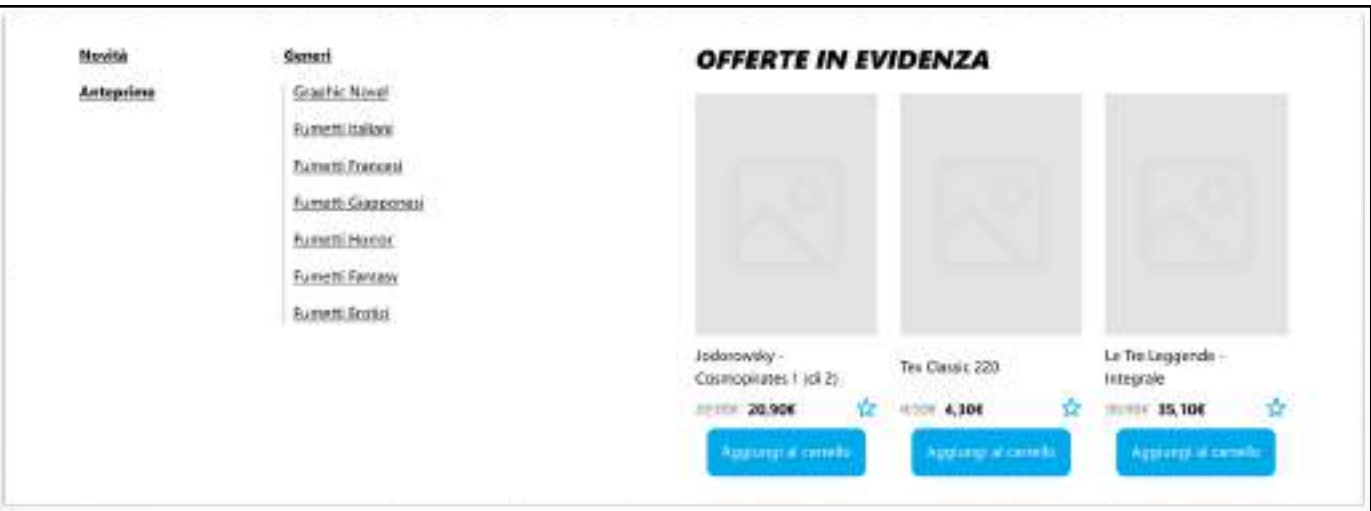 Novità
Anteprime
Generi
Graphic Novel
Fumetti Italiani
Fumetti Francesi
Fumetti Giapponesi
Fumetti Horror
Fumetti Fantasy
Fumetti Erotici
OFFERTE IN EVIDENZA
Jodorowsky -
Cosmopirates 1 (di 2)
20,90€
Aggiungi al carrello
Tex Classic 220
4,30€
Aggiungi al carrello
Le Tre Leggende -
Integrale
35,10€
Aggiungi al carrello